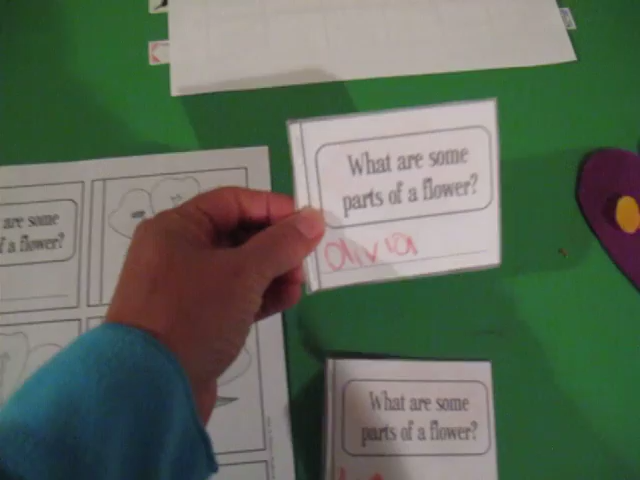 What are some
parts of a flower?
olivia
are some
f a flower?
What are some
parts of a flower?